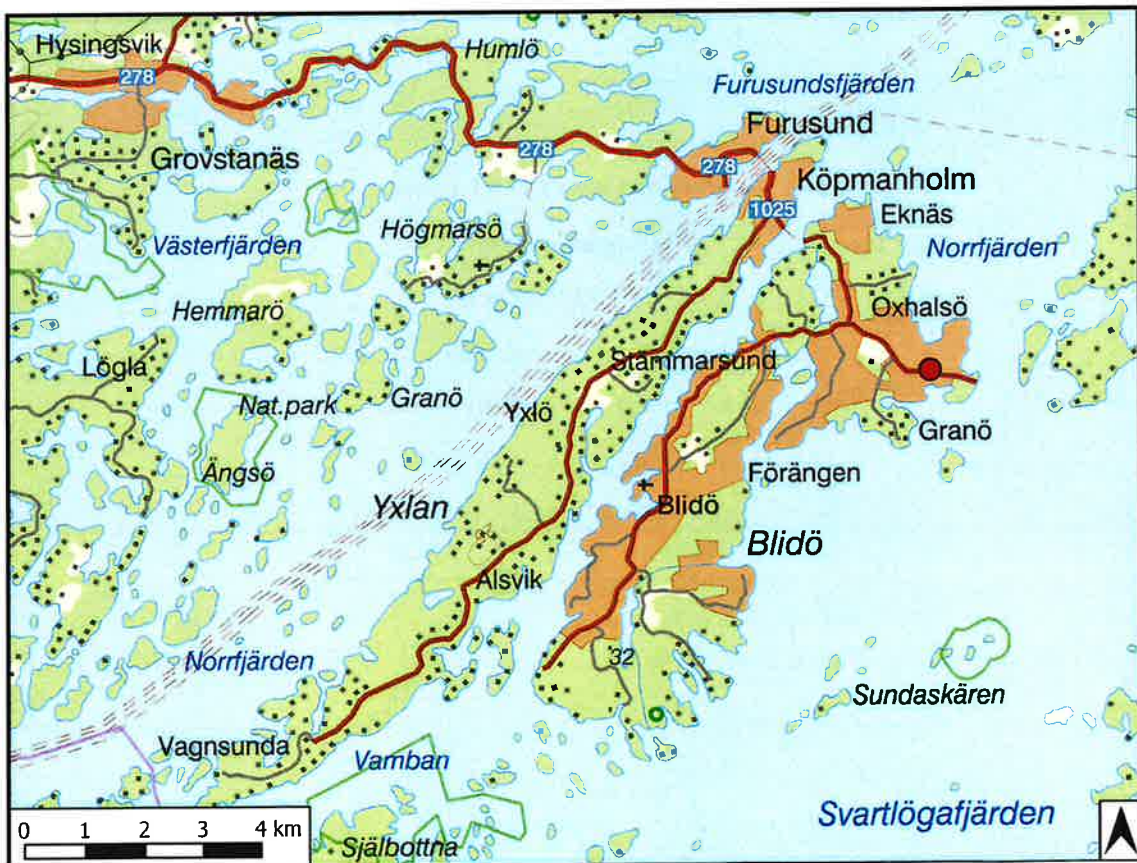 Hysingsvik
Humlö
278
Furusundsfjärden
Furusund
278
278
Grovstanäs
Köpmanholm
1025
Eknäs
Västerfjärden
Högmarsö
Norrfjärden
Hemmarö
Oxhalsö
Lögla
Stämmarsund
Nat.park
Granö
Yxlö
Granö
Ängsö
Förängen
Yxlan
Blidö
Blidö
Alsvik
Norrfjärden
32
Sundaskären
Vagnsunda
Vamban
Svartlögafjärden
0 1 2 3 4 km
Själbottna